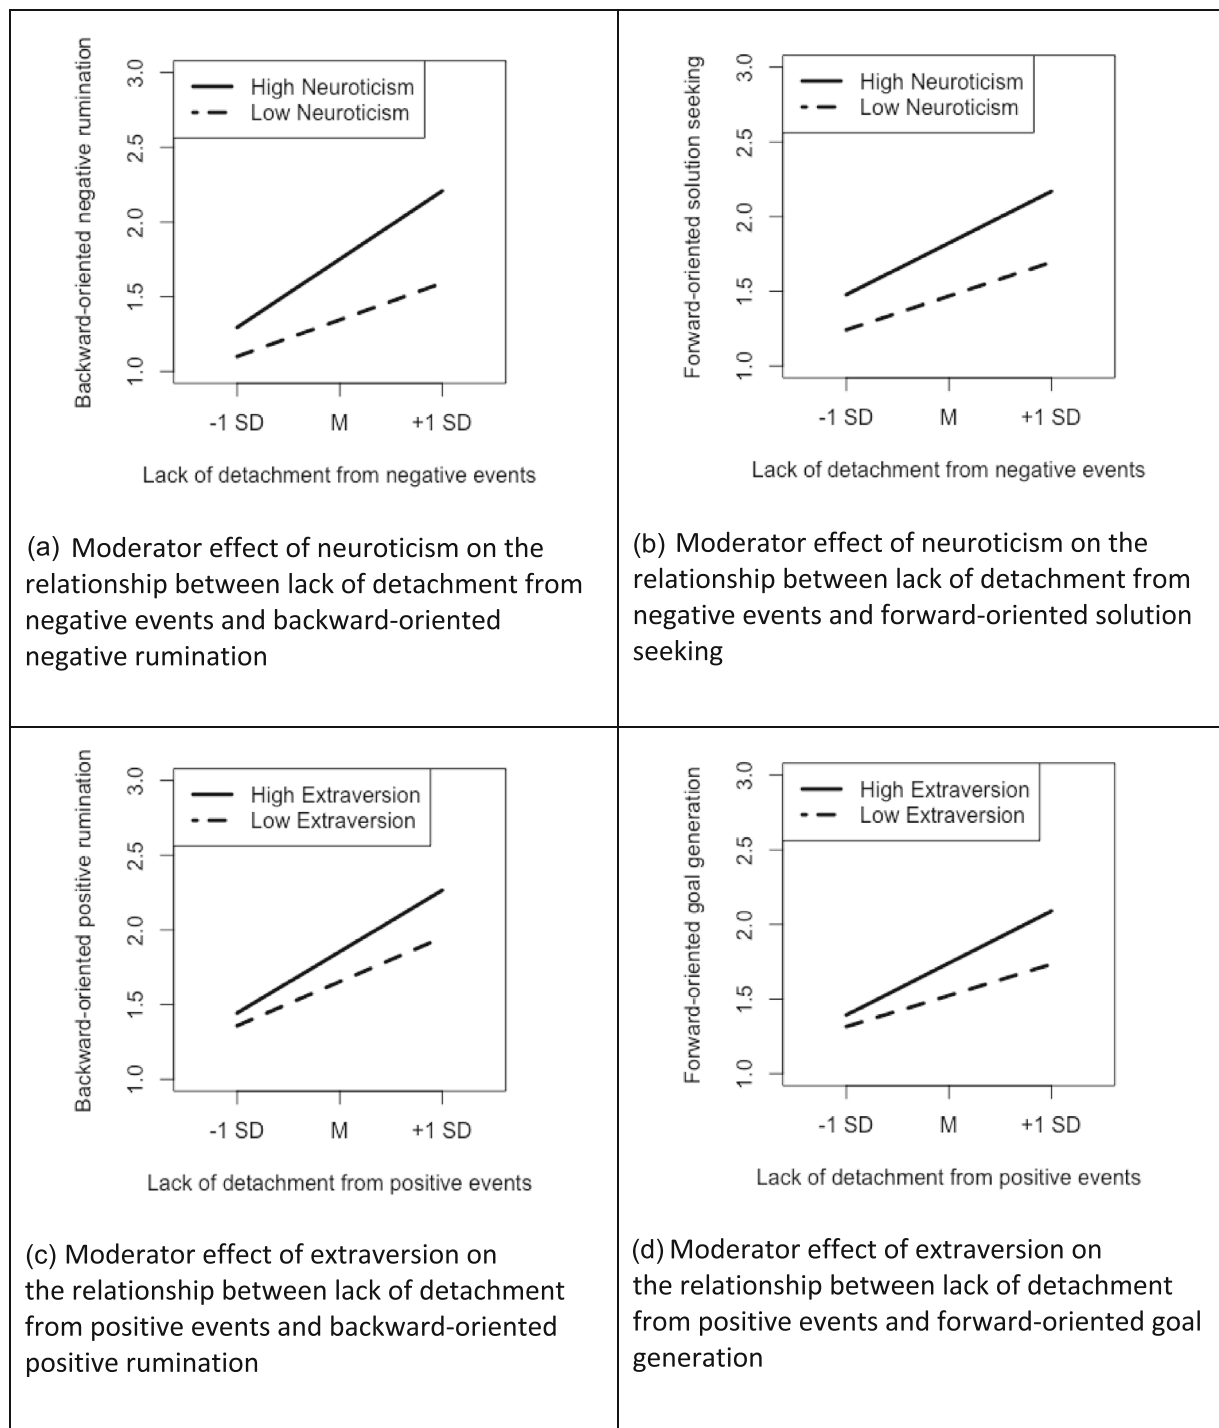 High Neuroticism
Low Neuroticism
Backward-oriented negative rumination
3.0
2.5
2.0
1.5
1.0
-1 SD M +1 SD
Lack of detachment from negative events
(a) Moderator effect of neuroticism on the
relationship between lack of detachment from
negative events and backward-oriented
negative rumination
High Neuroticism
Low Neuroticism
Forward-oriented solution seeking
3.0
2.5
2.0
1.5
1.0
-1 SD M +1 SD
Lack of detachment from negative events
(b) Moderator effect of neuroticism on the
relationship between lack of detachment from
negative events and forward-oriented solution
seeking
High Extraversion
Low Extraversion
Backward-oriented positive rumination
3.0
2.5
2.0
1.5
1.0
-1 SD M +1 SD
Lack of detachment from positive events
(c) Moderator effect of extraversion on
the relationship between lack of detachment
from positive events and backward-oriented
positive rumination
High Extraversion
Low Extraversion
Forward-oriented goal generation
3.0
2.5
2.0
1.5
1.0
-1 SD M +1 SD
Lack of detachment from positive events
(d) Moderator effect of extraversion on
the relationship between lack of detachment
from positive events and forward-oriented goal
generation